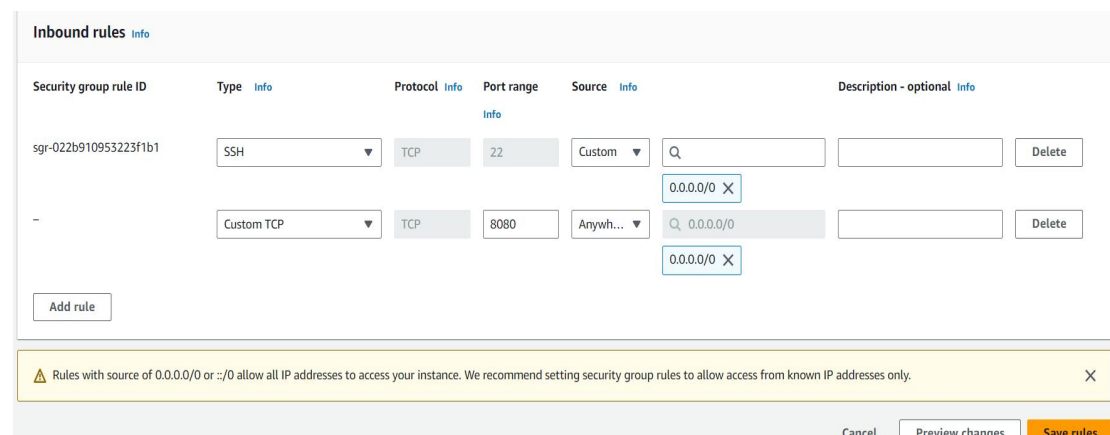 Inbound rules Info
Security group rule ID Type Info Protocol Info Port range Info Source Info Description - optional Info
sgr-022b910953223f1b1 SSH TCP 22 Custom Delete
0.0.0.0/0
– Custom TCP TCP 8080 Anywh... 0.0.0.0/0 Delete
0.0.0.0/0
Add rule
Rules with source of 0.0.0.0/0 or ::/0 allow all IP addresses to access your instance. We recommend setting security group rules to allow access from known IP addresses only.
Cancel Preview changes Save rules